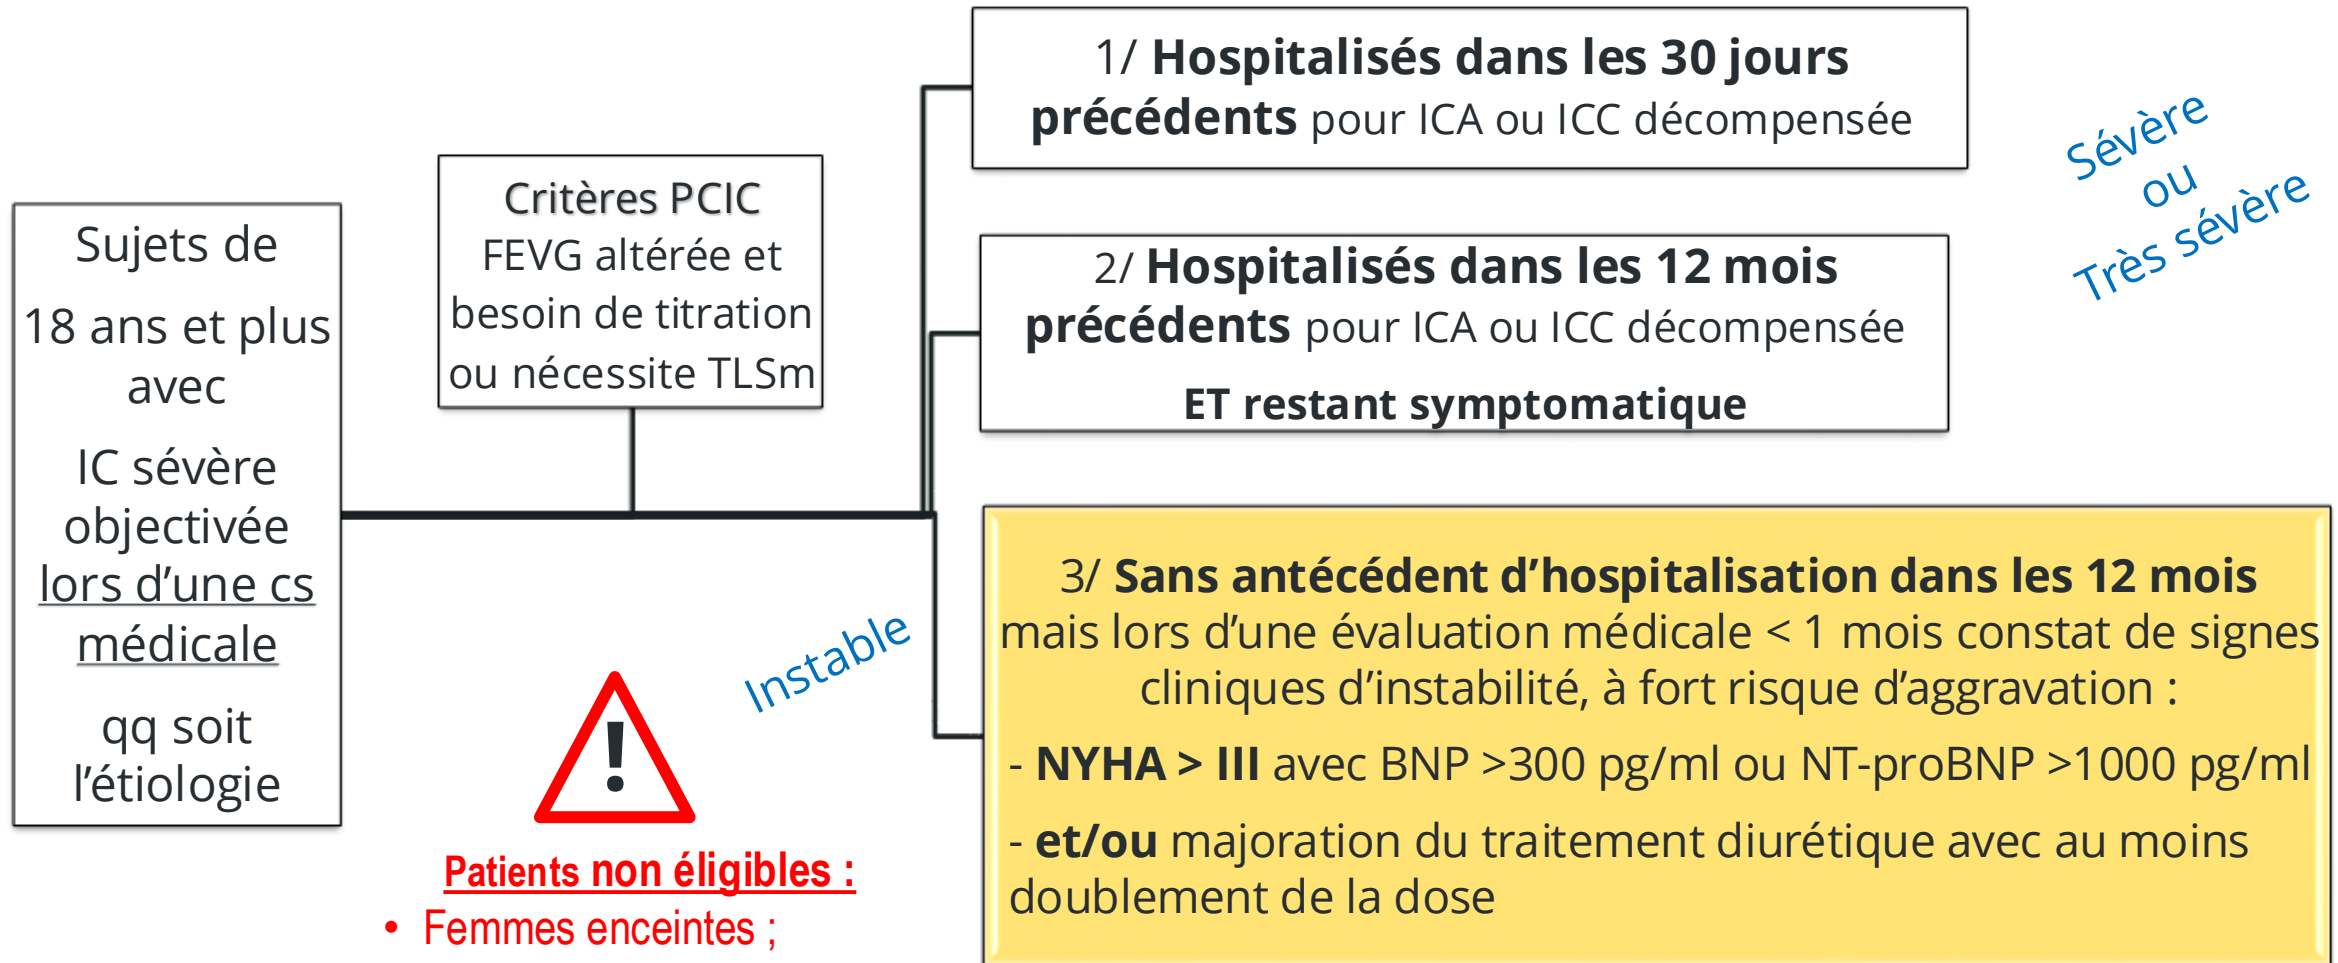 Sujets de
18 ans et plus
avec
IC sévère
objectivée
lors d’une cs
médicale
qq soit
l’étiologie
Critères PCIC
FEVG altérée et
besoin de titration
ou nécessite TLSm
1/ Hospitalisés dans les 30 jours
précédents pour ICA ou ICC décompensée
2/ Hospitalisés dans les 12 mois
précédents pour ICA ou ICC décompensée
ET restant symptomatique
Sévère
ou
Très sévère
Instable
3/ Sans antécédent d’hospitalisation dans les 12 mois
mais lors d’une évaluation médicale < 1 mois constat de signes
cliniques d’instabilité, à fort risque d’aggravation :
- NYHA > III avec BNP >300 pg/ml ou NT-proBNP >1000 pg/ml
- et/ou majoration du traitement diurétique avec au moins
doublement de la dose
!
Patients non éligibles :
• Femmes enceintes ;